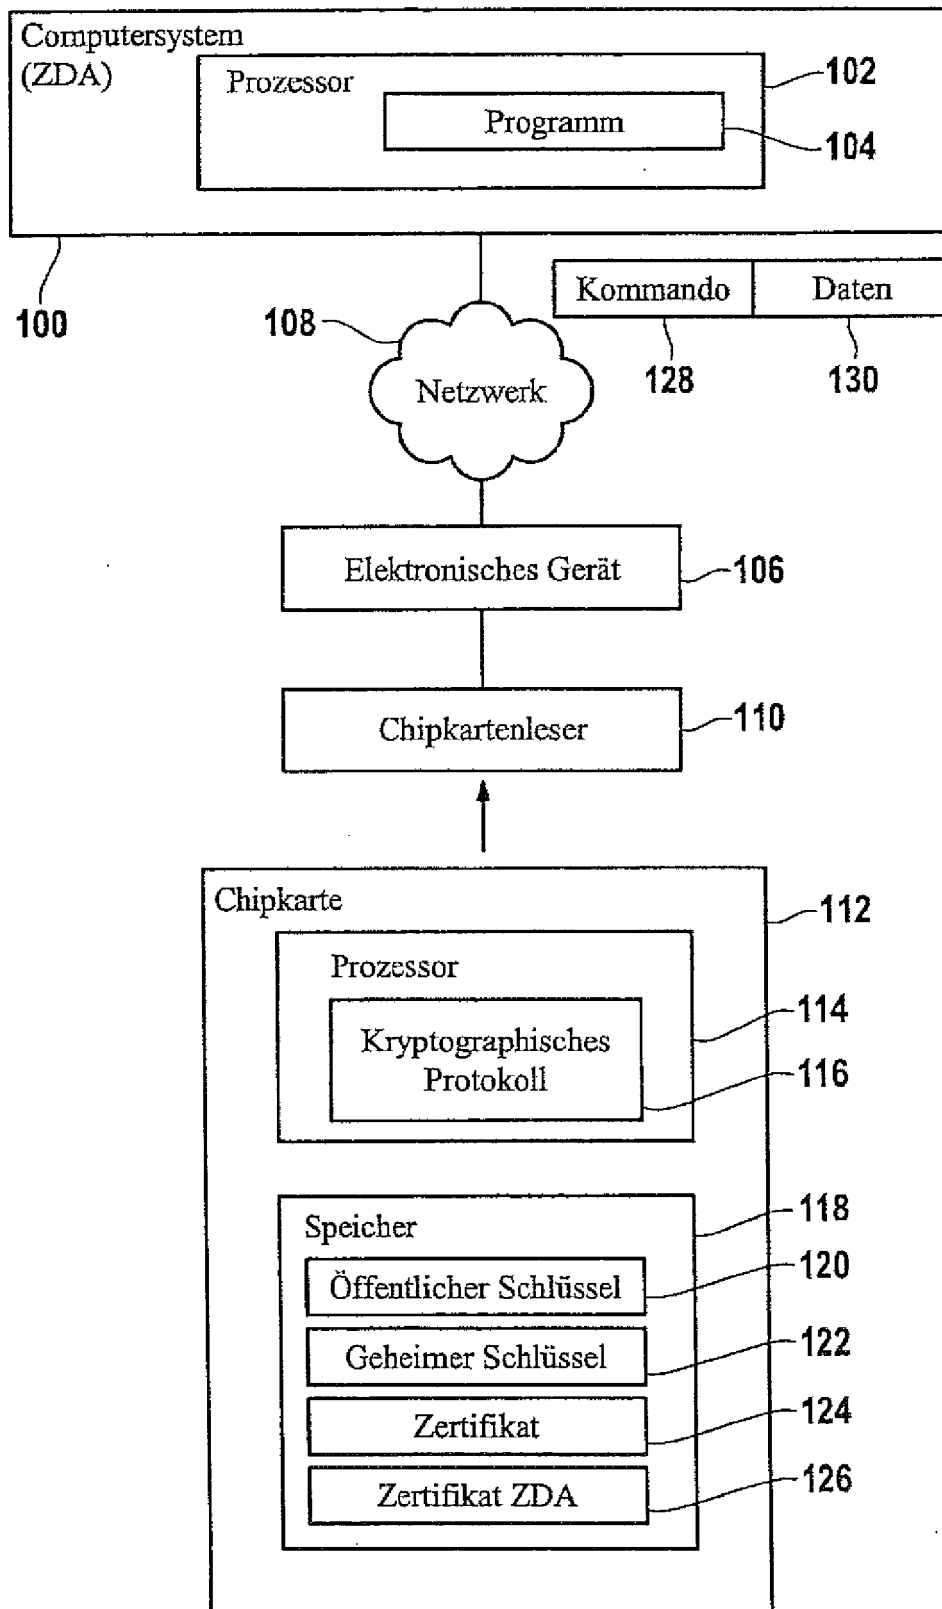 Computersystem
(ZDA)
Prozessor
102
Programm
104
100
Kommando
Daten
128
130
108
Netzwerk
Elektronisches Gerät
106
Chipkartenleser
110
Chipkarte
112
Prozessor
114
Kryptographisches
Protokoll
116
Speicher
118
Öffentlicher Schlüssel
120
Geheimer Schlüssel
122
Zertifikat
124
Zertifikat ZDA
126